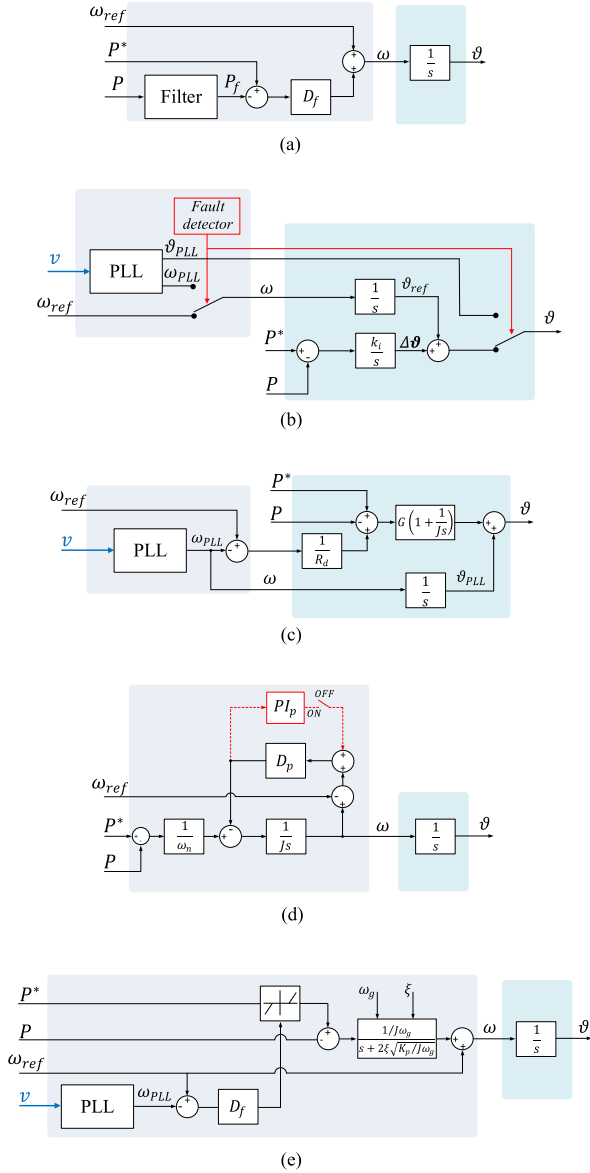 ω_ref
P*
P
Filter
P_f
-
+
D_f
+
+
ω
1/s
ϑ
(a)
Fault
detector
v
PLL
ϑ_PLL
ω_PLL
ω_ref
ω
1/s
ϑ_ref
P*
+
-
P
k_i/s
Δϑ
+
+
ϑ
(b)
ω_ref
v
PLL
ω_PLL
-
+
ω
P*
P
1/R_d
-
+
+
G(1+1/Js)
1/s
ϑ_PLL
+
+
ϑ
(c)
OFF
ON
PI_p
D_p
+
+
ω_ref
-
+
P*
P
+
-
1/ω_n
+
-
1/Js
ω
1/s
ϑ
(d)
P*
P
ω_ref
v
PLL
ω_PLL
-
+
D_f
-
+
ω_g
ξ
1/Jω_g
s+2ξ√(K_p/Jω_g)
+
+
ω
1/s
ϑ
(e)